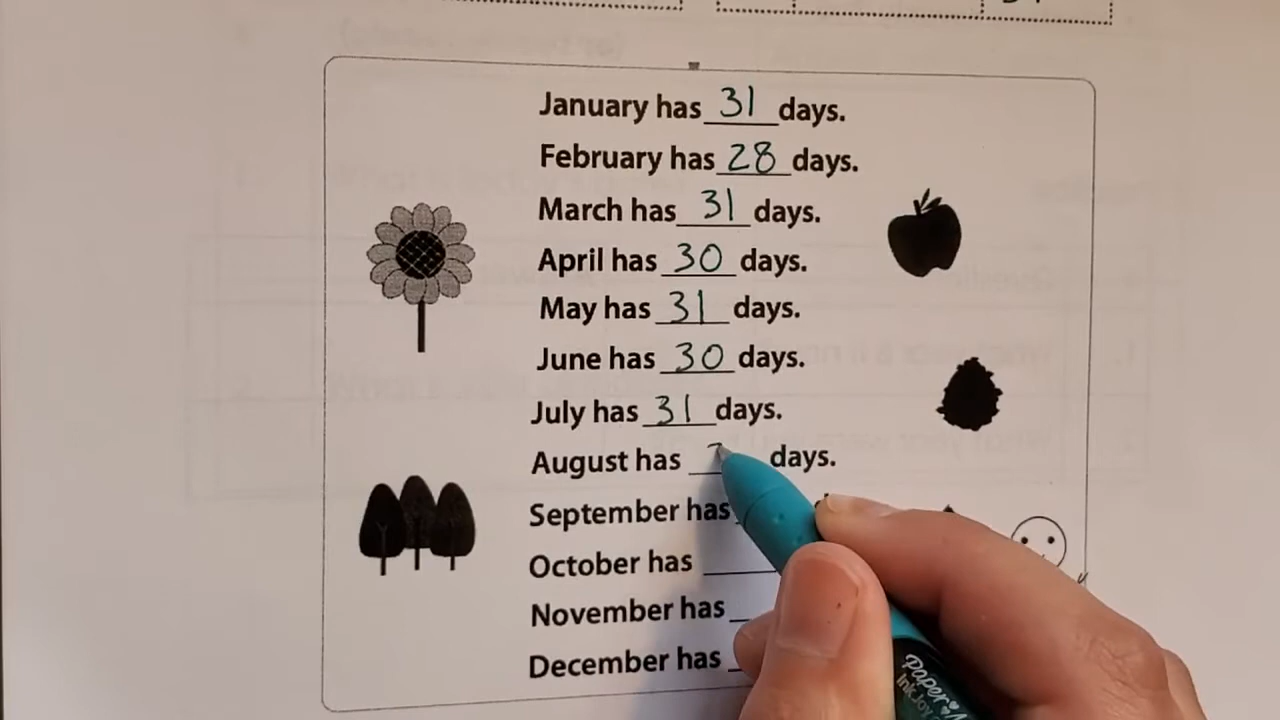 January has 31 days.
February has 28 days.
March has 31 days.
April has 30 days.
May has 31 days.
June has 30 days.
July has 31 days.
August has days.
September has
October has
November has
December has
Paper
InkJoy